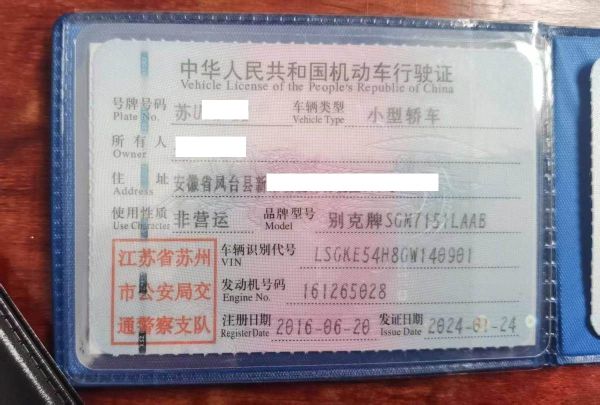 中华人民共和国机动车行驶证
Vehicle License of the People's Republic of China
号牌号码 苏U 车辆类型 小型轿车
Plate No. Vehicle Type
所有人
Owner
住址 安徽省凤台县新
Address
使用性质 非营运 品牌型号 别克牌SGM7151LAAB
Use Character Model
江苏省苏州
市公安局交
通警察支队
车辆识别代号 LSGKE54H8GW140901
VIN
发动机号码 161265028
Engine No.
注册日期 2016-06-20 发证日期 2024-01-24
Register Date Issue Date